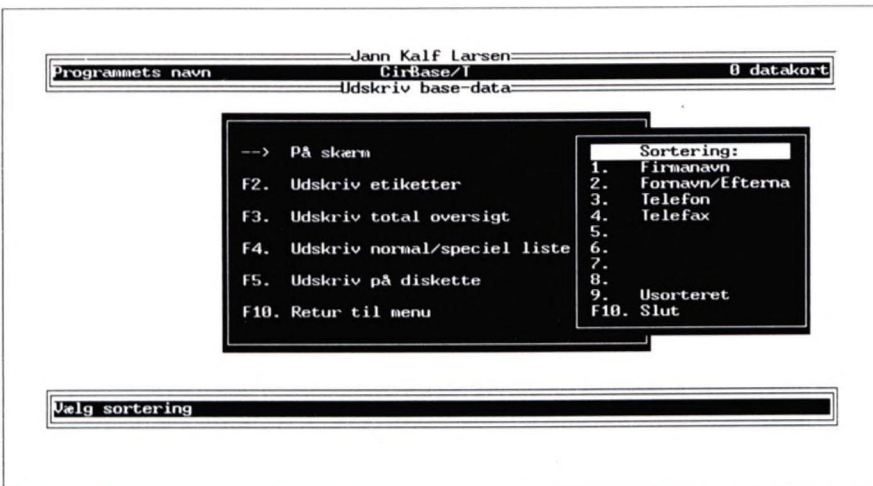 Jann Kalf Larsen
Programmets navn CirBase/T 0 datakort
Udskriv base-data
--> På skærm
F2. Udskriv etiketter
F3. Udskriv total oversigt
F4. Udskriv normal/speciel liste
F5. Udskriv på diskette
F10. Retur til menu
Sortering:
1. Firmanavn
2. Fornavn/Efterna
3. Telefon
4. Telefax
5.
6.
7.
8.
9. Usorteret
F10. Slut
Vælg sortering